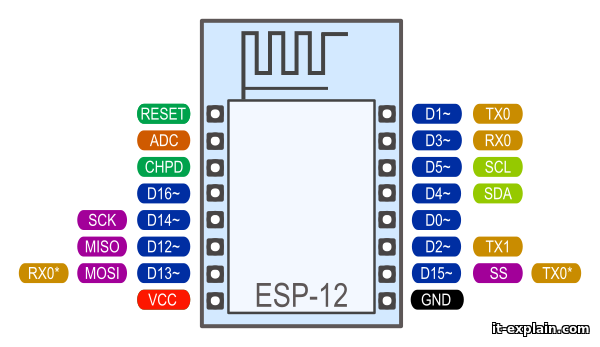 RESET D1~ TX0
ADC D3~ RX0
CHPD D5~ SCL
D16~ D4~ SDA
SCK D14~ D0~
MISO D12~ D2~ TX1
RX0* MOSI D13~ D15~ SS TX0*
VCC ESP-12 GND
it-explain.com